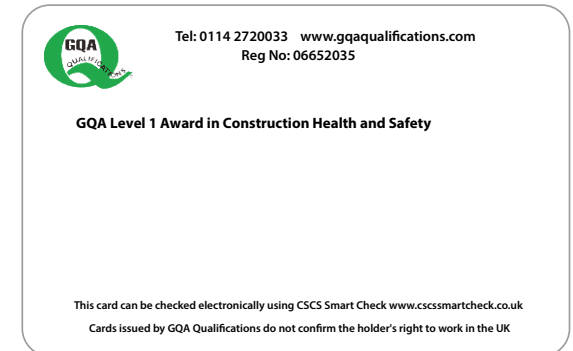 GQA
QUALIFICATIONS
Tel: 0114 2720033 www.gqaqualifications.com
Reg No: 06652035
GQA Level 1 Award in Construction Health and Safety
This card can be checked electronically using CSCS Smart Check www.cscssmartcheck.co.uk
Cards issued by GQA Qualifications do not confirm the holder's right to work in the UK